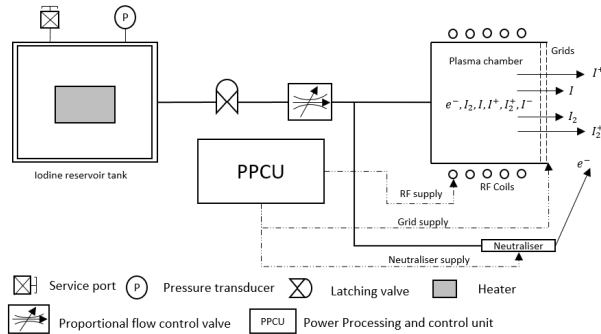 P
Grids
Plasma chamber
I⁺
I
e⁻, I₂, I, I⁺, I₂⁺, I⁻
I₂
I₂⁺
Iodine reservoir tank
PPCU
e⁻
RF supply
RF Coils
Grid supply
Neutraliser
Neutraliser supply
Service port
P
Pressure transducer
Latching valve
Heater
Proportional flow control valve
PPCU
Power Processing and control unit